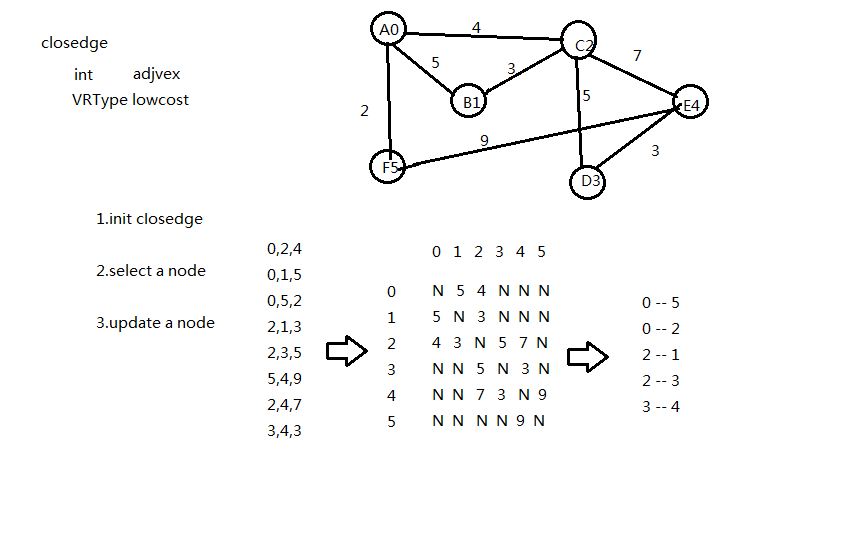 closedge
int adjvex
VRType lowcost
A0
4
C2
7
5
3
B1
5
E4
2
9
F5
3
D3
1.init closedge
2.select a node
3.update a node
0,2,4
0,1,5
0,5,2
2,1,3
2,3,5
5,4,9
2,4,7
3,4,3
0 1 2 3 4 5
0 N 5 4 N N N
1 5 N 3 N N N
2 4 3 N 5 7 N
3 N N 5 N 3 N
4 N N 7 3 N 9
5 N N N N 9 N
0 -- 5
0 -- 2
2 -- 1
2 -- 3
3 -- 4